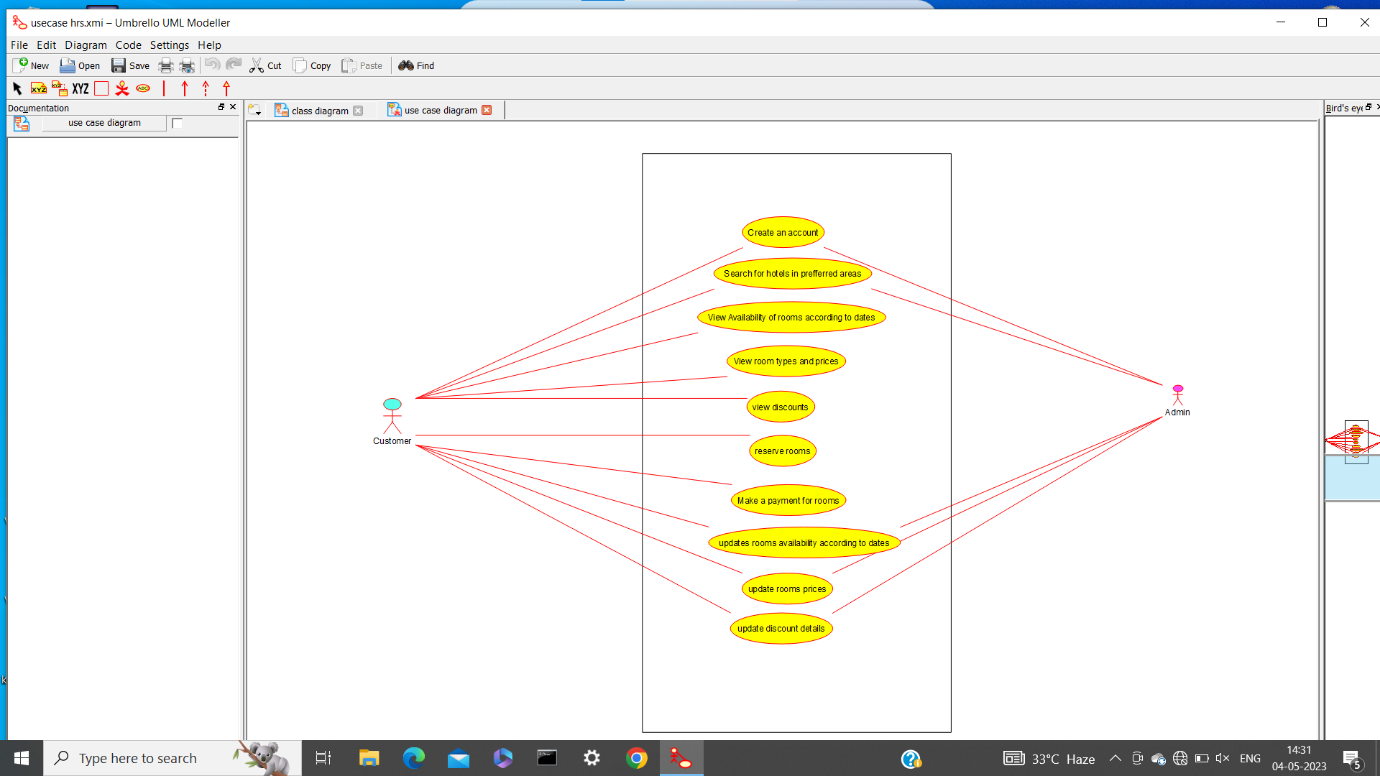 usecase hrs.xmi – Umbrello UML Modeller
File Edit Diagram Code Settings Help
New Open Save Cut Copy Paste Find
XYZ XYZ
Documentation
use case diagram
class diagram
use case diagram
Bird's eye
Create an account
Search for hotels in prefferred areas
View Availability of rooms according to dates
View room types and prices
view discounts
reserve rooms
Make a payment for rooms
updates rooms availability according to dates
update rooms prices
update discount details
Customer
Admin
Type here to search
33°C Haze
ENG
14:31
04-05-2023
5